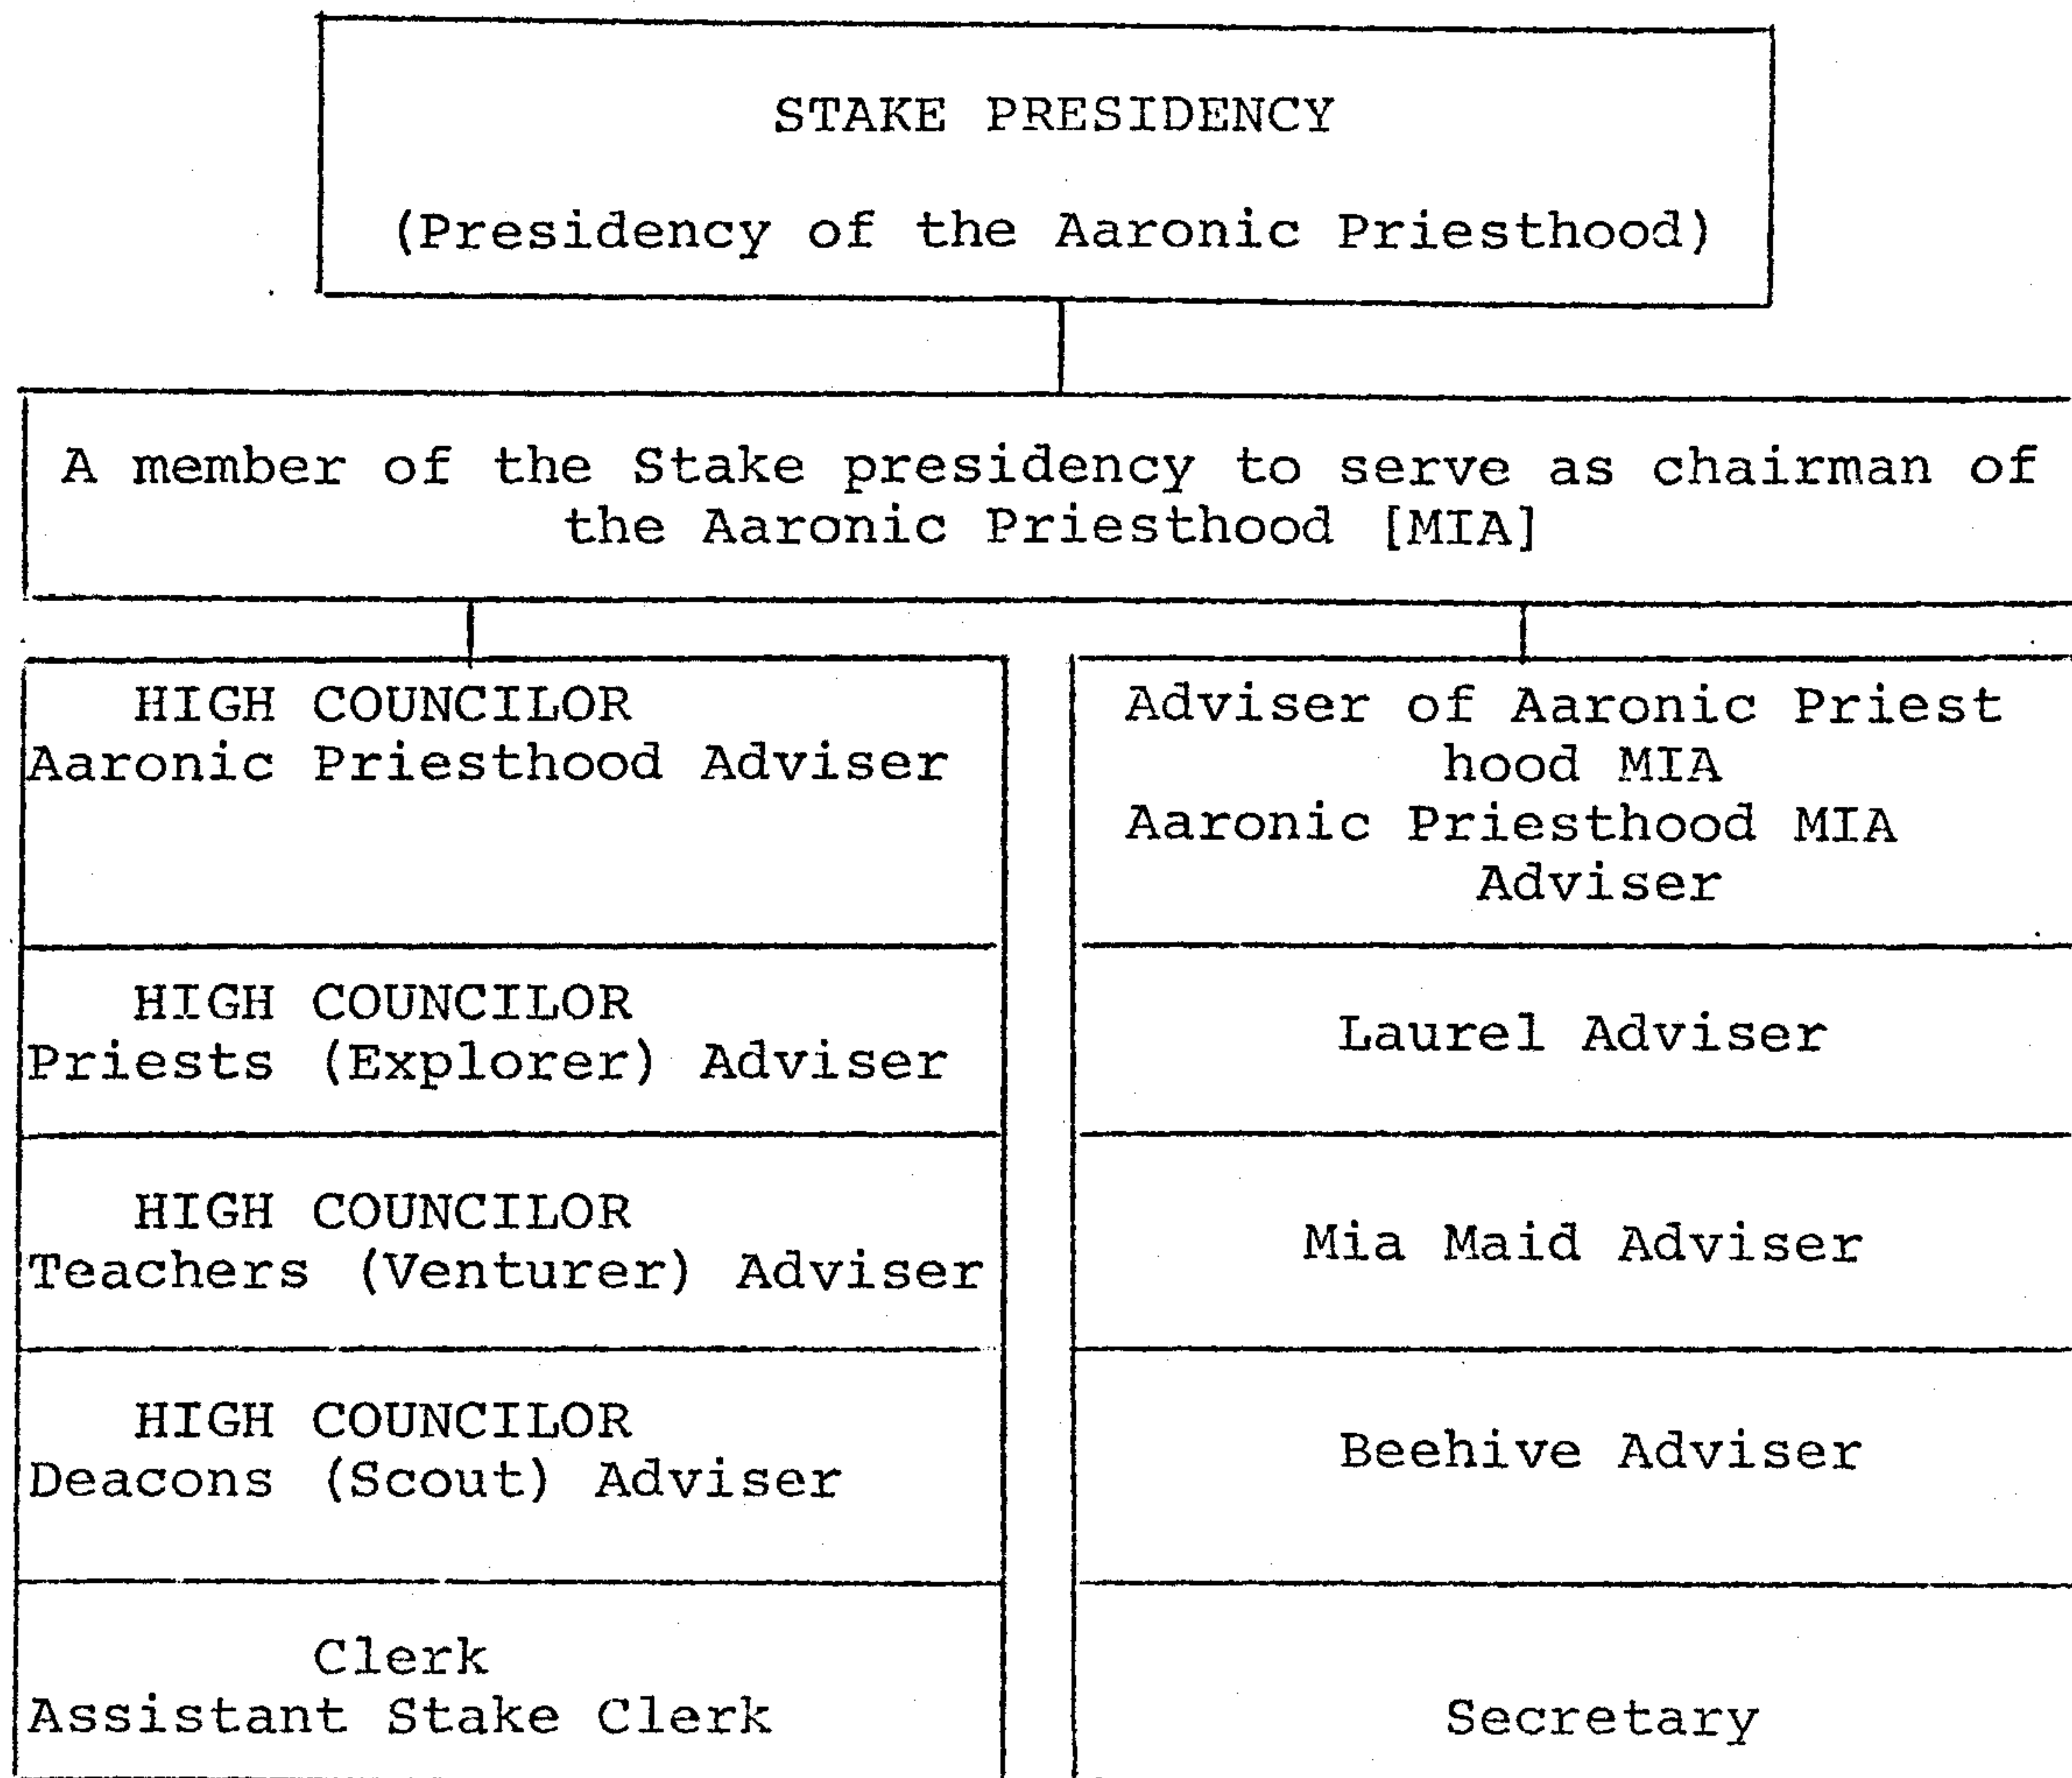 STAKE PRESIDENCY
(Presidency of the Aaronic Priesthood)
A member of the Stake presidency to serve as chairman of
the Aaronic Priesthood [MIA]
HIGH COUNCILOR
Aaronic Priesthood Adviser
HIGH COUNCILOR
Priests (Explorer) Adviser
HIGH COUNCILOR
Teachers (Venturer) Adviser
HIGH COUNCILOR
Deacons (Scout) Adviser
Clerk
Assistant Stake Clerk
Adviser of Aaronic Priest
hood MIA
Aaronic Priesthood MIA
Adviser
Laurel Adviser
Mia Maid Adviser
Beehive Adviser
Secretary